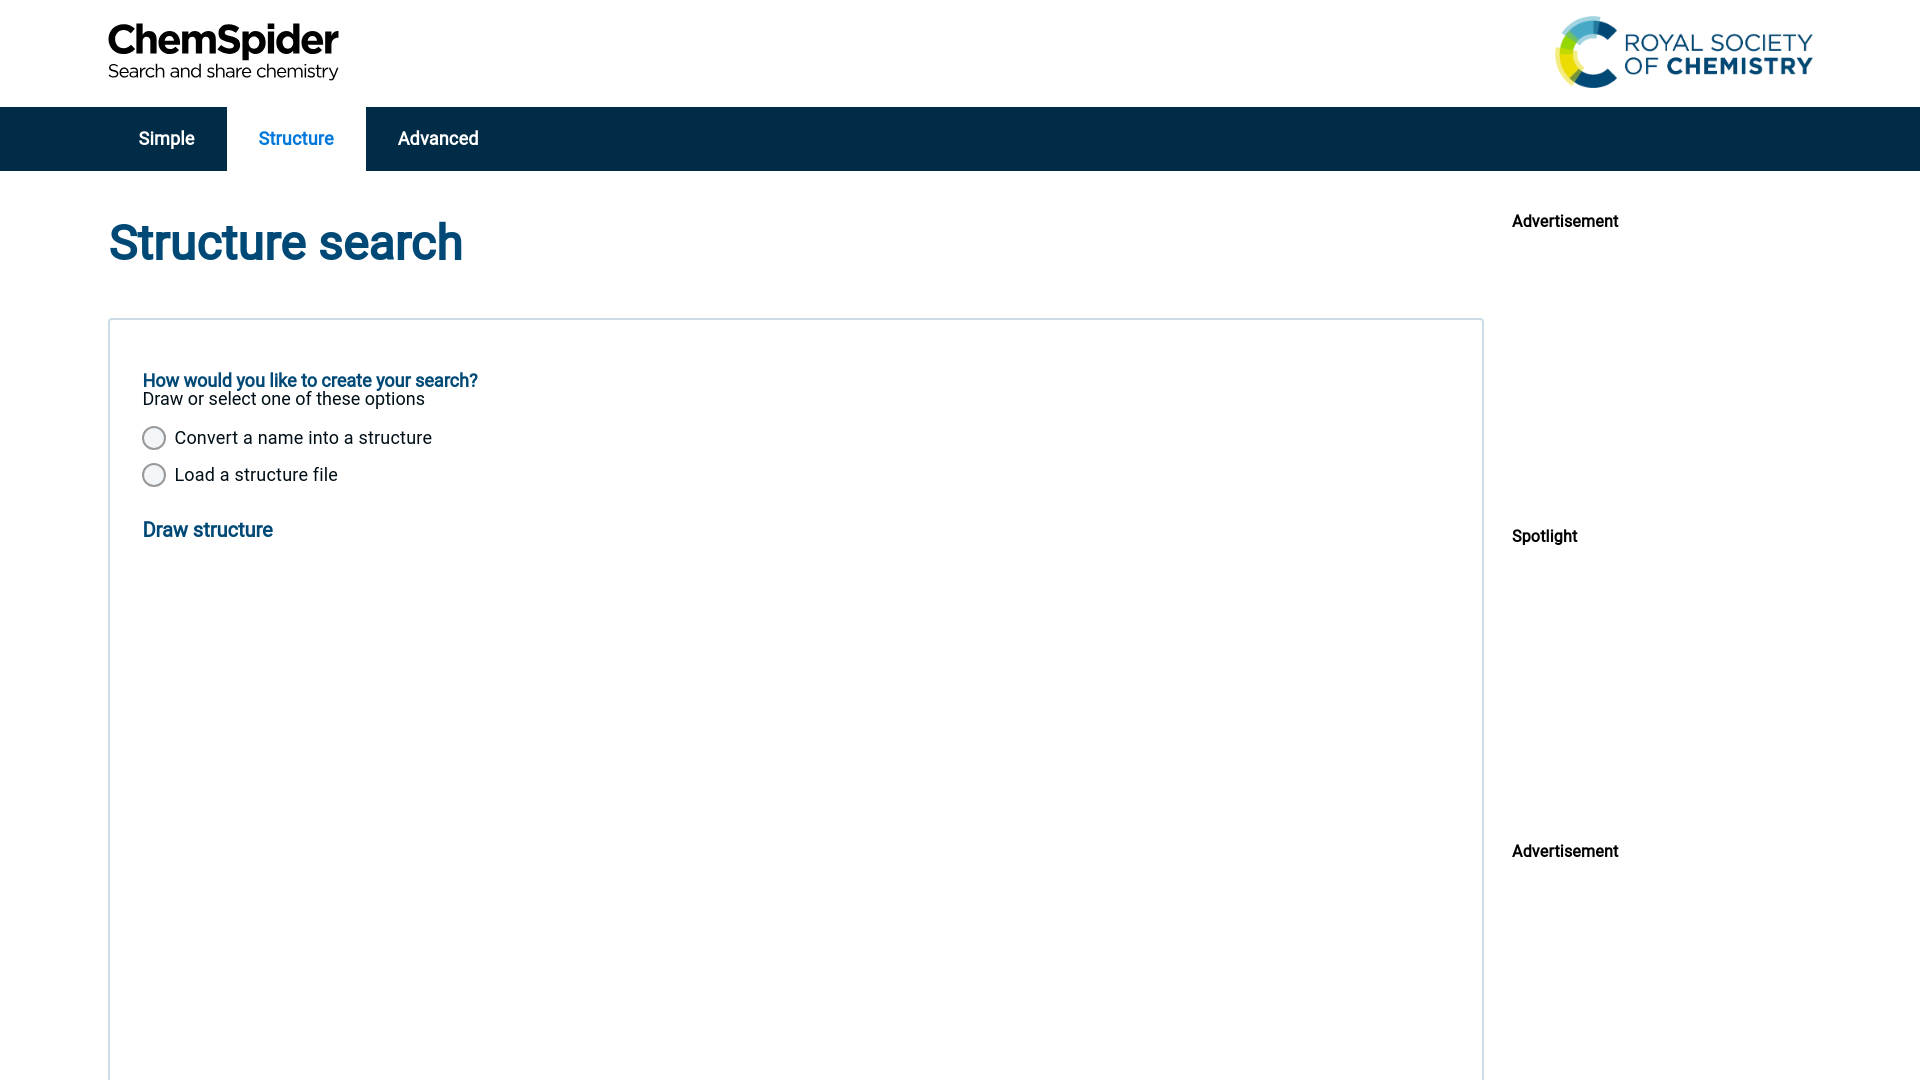 ChemSpider
Search and share chemistry
ROYAL SOCIETY
OF CHEMISTRY
Simple
Structure
Advanced
Structure search
Advertisement
How would you like to create your search?
Draw or select one of these options
Convert a name into a structure
Load a structure file
Draw structure
Spotlight
Advertisement